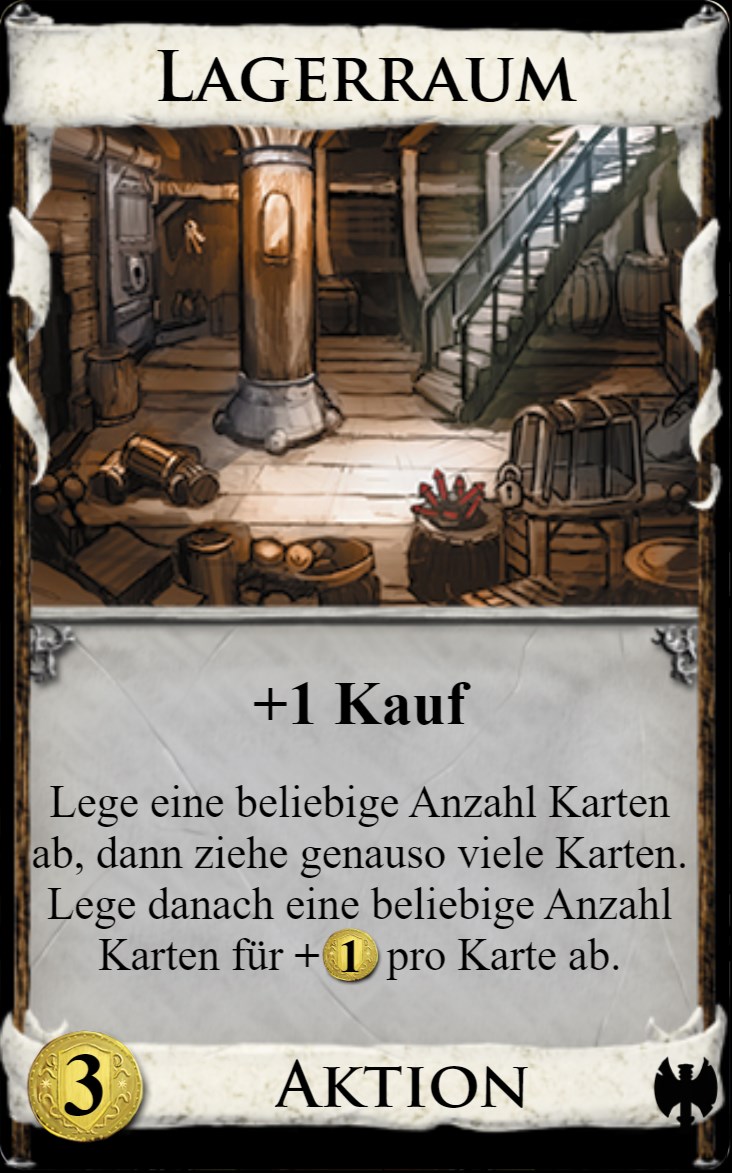 Lagerraum
+1 Kauf
Lege eine beliebige Anzahl Karten
ab, dann ziehe genauso viele Karten.
Lege danach eine beliebige Anzahl
Karten für +1 pro Karte ab.
3
Aktion